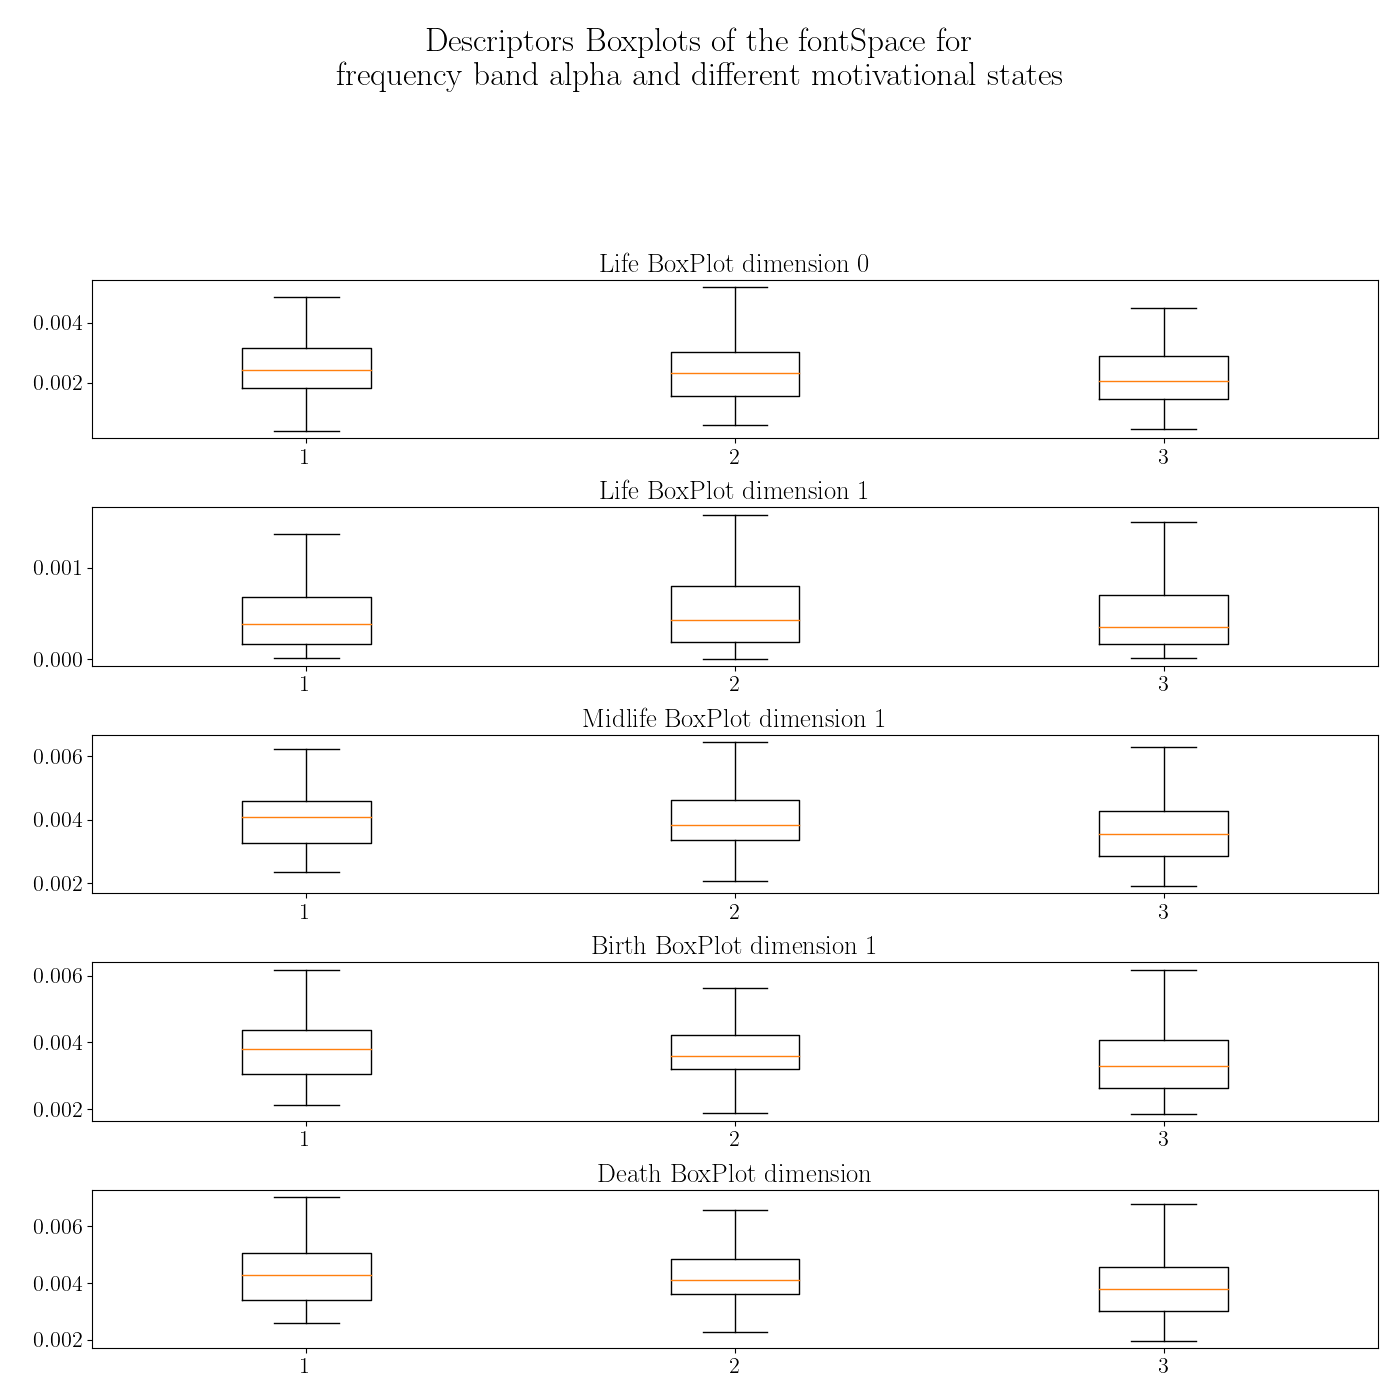 Descriptors Boxplots of the fontSpace for
frequency band alpha and different motivational states
Life BoxPlot dimension 0
0.004
0.002
1 2 3
Life BoxPlot dimension 1
0.001
0.000
1 2 3
Midlife BoxPlot dimension 1
0.006
0.004
0.002
1 2 3
Birth BoxPlot dimension 1
0.006
0.004
0.002
1 2 3
Death BoxPlot dimension
0.006
0.004
0.002
1 2 3